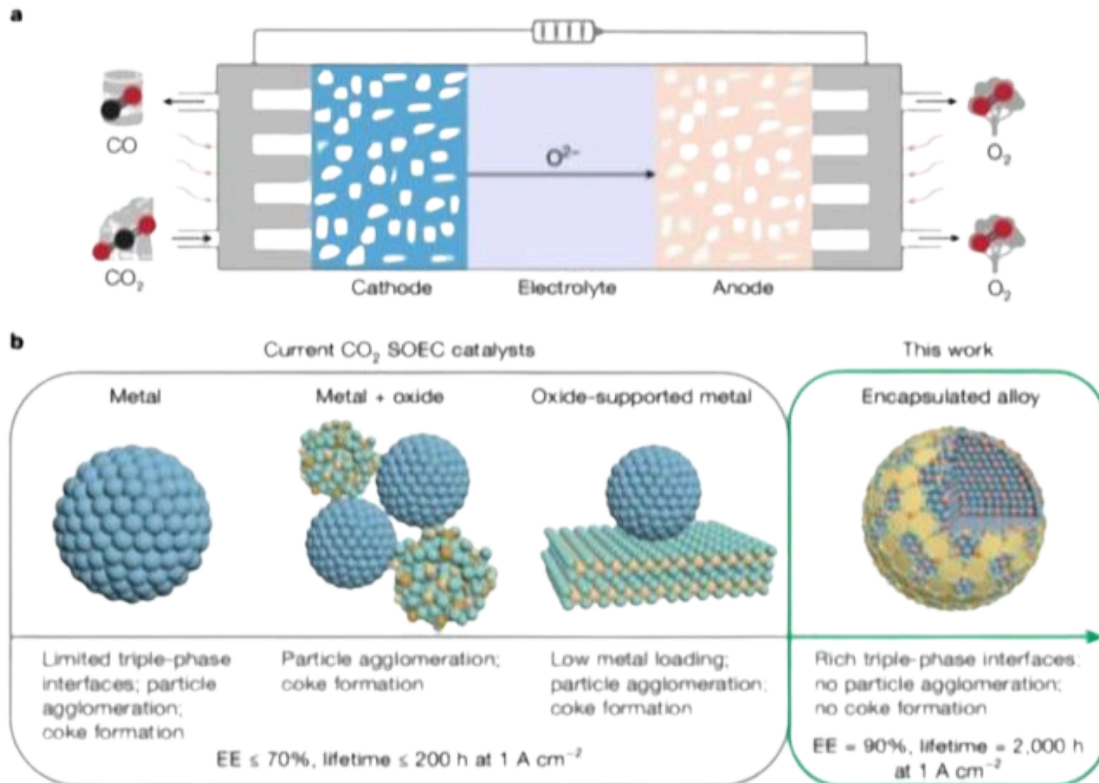 a
CO
CO₂
O²⁻
O₂
O₂
Cathode
Electrolyte
Anode
b
Current CO₂ SOEC catalysts
This work
Metal
Metal + oxide
Oxide-supported metal
Encapsulated alloy
Limited triple-phase
interfaces; particle
agglomeration;
coke formation
Particle agglomeration;
coke formation
Low metal loading;
particle agglomeration;
coke formation
Rich triple-phase interfaces;
no particle agglomeration;
no coke formation
EE ≤ 70%, lifetime ≤ 200 h at 1 A cm⁻²
EE = 90%, lifetime = 2,000 h
at 1 A cm⁻²